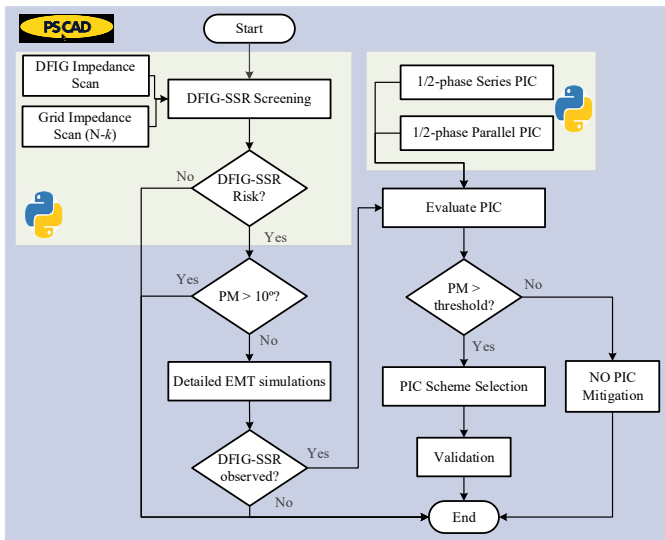 PSCAD
Start
DFIG Impedance
Scan
Grid Impedance
Scan (N-k)
DFIG-SSR Screening
DFIG-SSR
Risk?
No
Yes
PM > 10º?
Yes
No
Detailed EMT simulations
DFIG-SSR
observed?
Yes
No
1/2-phase Series PIC
1/2-phase Parallel PIC
Evaluate PIC
PM >
threshold?
No
Yes
PIC Scheme Selection
NO PIC
Mitigation
Validation
End